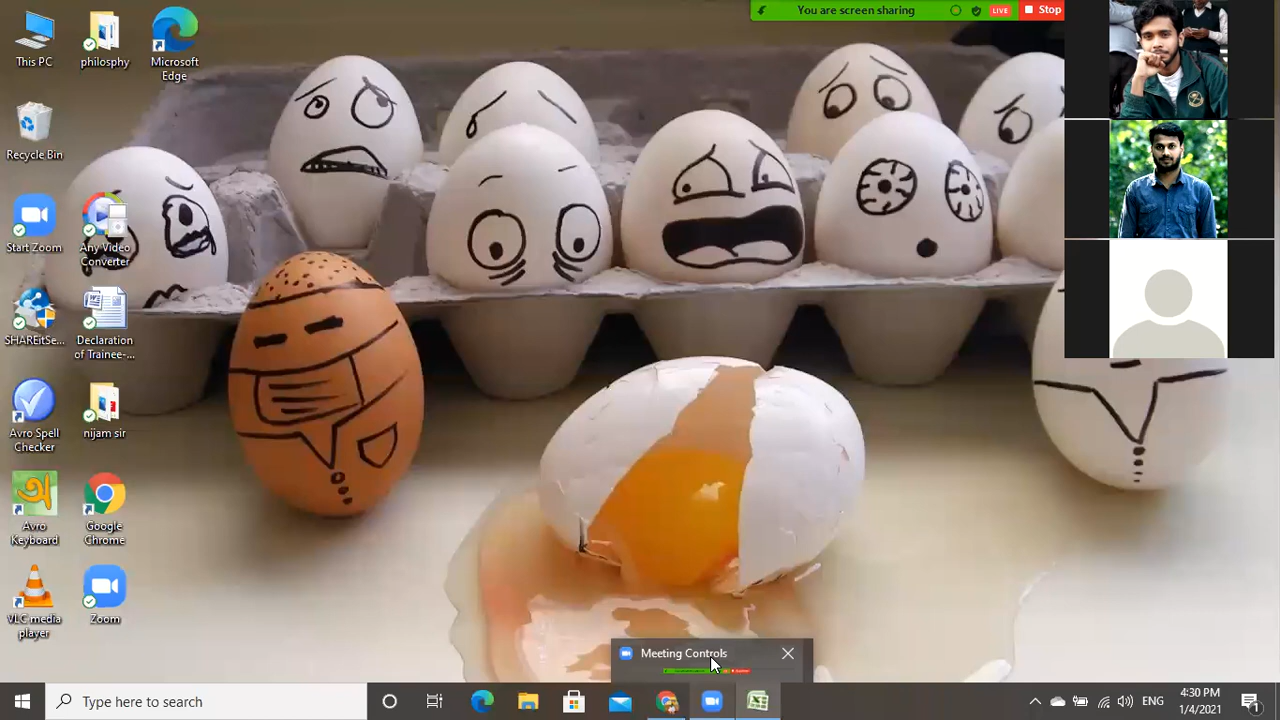 You are screen sharing
LIVE
Stop
This PC
philosphy
Microsoft
Edge
Recycle Bin
Start Zoom
Any Video
Converter
SHAREitSe...
Declaration
of Trainee-...
Avro Spell
Checker
nijam sir
অ
Avro
Keyboard
Google
Chrome
VLC media
player
Zoom
Meeting Controls
Type here to search
ENG
4:30 PM
1/4/2021
1